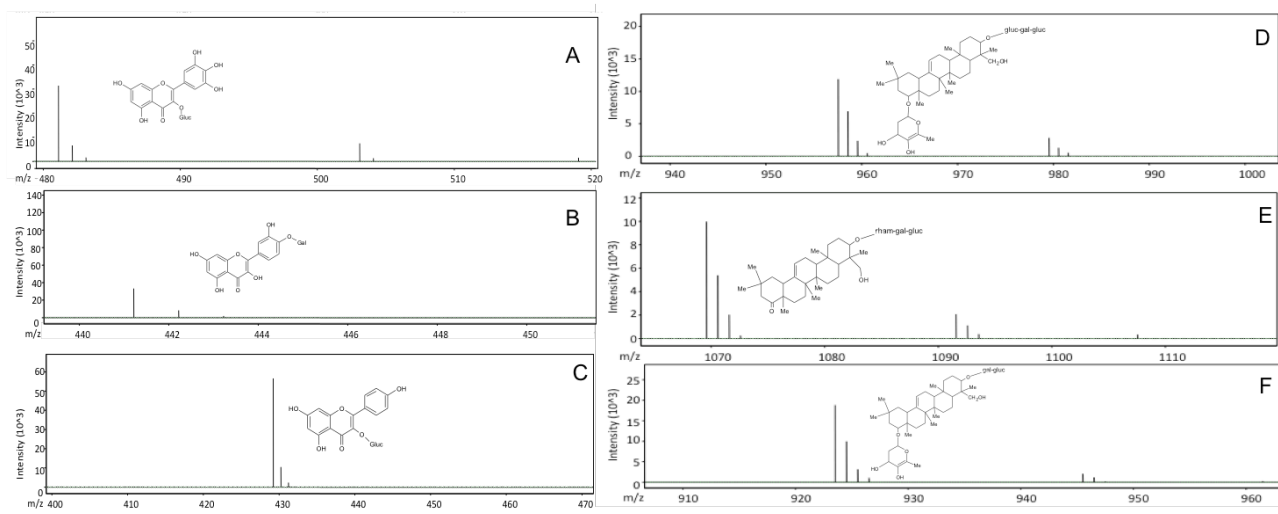 A
Intensity (10^3)
50
40
30
20
10
0
OH
OH
HO
O
OH
O
OH
O
Gluc
m/z
480
490
500
510
520
B
Intensity (10^3)
140
120
100
80
60
40
20
0
OH
O
Gal
HO
O
OH
OH
O
m/z
440
442
444
446
448
450
C
Intensity (10^3)
60
50
40
30
20
10
0
OH
HO
O
O
OH
O
Gluc
m/z
400
410
420
430
440
450
460
470
D
Intensity (10^3)
20
15
10
5
0
gluc-gal-gluc
O
Me
Me
CH2OH
Me
Me
Me
Me
Me
O
O
Me
HO
OH
m/z
940
950
960
970
980
990
1000
E
Intensity (10^3)
12
10
8
6
4
2
0
rham-gal-gluc
O
Me
Me
Me
Me
OH
Me
Me
Me
O
Me
m/z
1070
1080
1090
1100
1110
F
Intensity (10^3)
25
20
15
10
5
0
gal-gluc
O
Me
Me
CH2OH
Me
Me
Me
Me
Me
O
O
Me
HO
OH
m/z
910
920
930
940
950
960